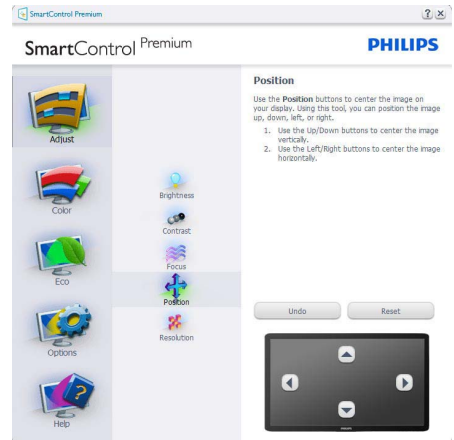 SmartControl Premium
SmartControl Premium
PHILIPS
Adjust
Color
Eco
Options
Help
Brightness
Contrast
Focus
Position
Resolution
Position
Use the Position buttons to center the image on
your display. Using this tool, you can position the image
up, down, left, or right.
1. Use the Up/Down buttons to center the image
vertically.
2. Use the Left/Right buttons to center the image
horizontally.
Undo
Reset
PHILIPS